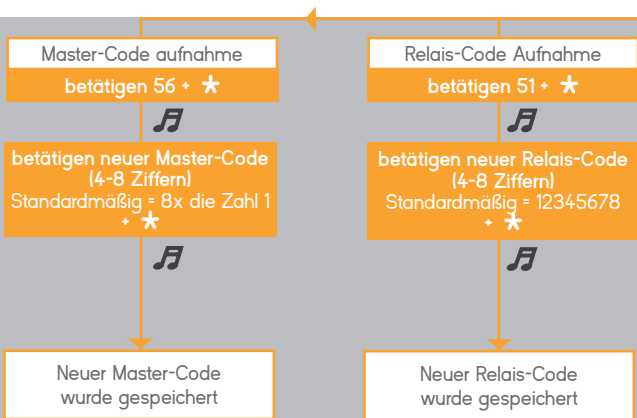 Master-Code aufnahme
betätigen 56 + *
betätigen neuer Master-Code
(4-8 Ziffern)
Standardmäßig = 8x die Zahl 1
+ *
Neuer Master-Code
wurde gespeichert
Relais-Code Aufnahme
betätigen 51 + *
betätigen neuer Relais-Code
(4-8 Ziffern)
Standardmäßig = 12345678
+ *
Neuer Relais-Code
wurde gespeichert